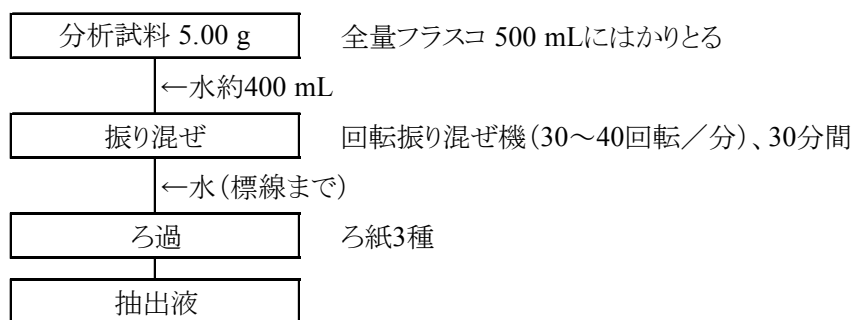 分析試料 5.00 g 全量フラスコ 500 mLにはかりとる
←水約400 mL
振り混ぜ 回転振り混ぜ機(30～40回転／分)、30分間
←水(標線まで)
ろ過 ろ紙3種
抽出液